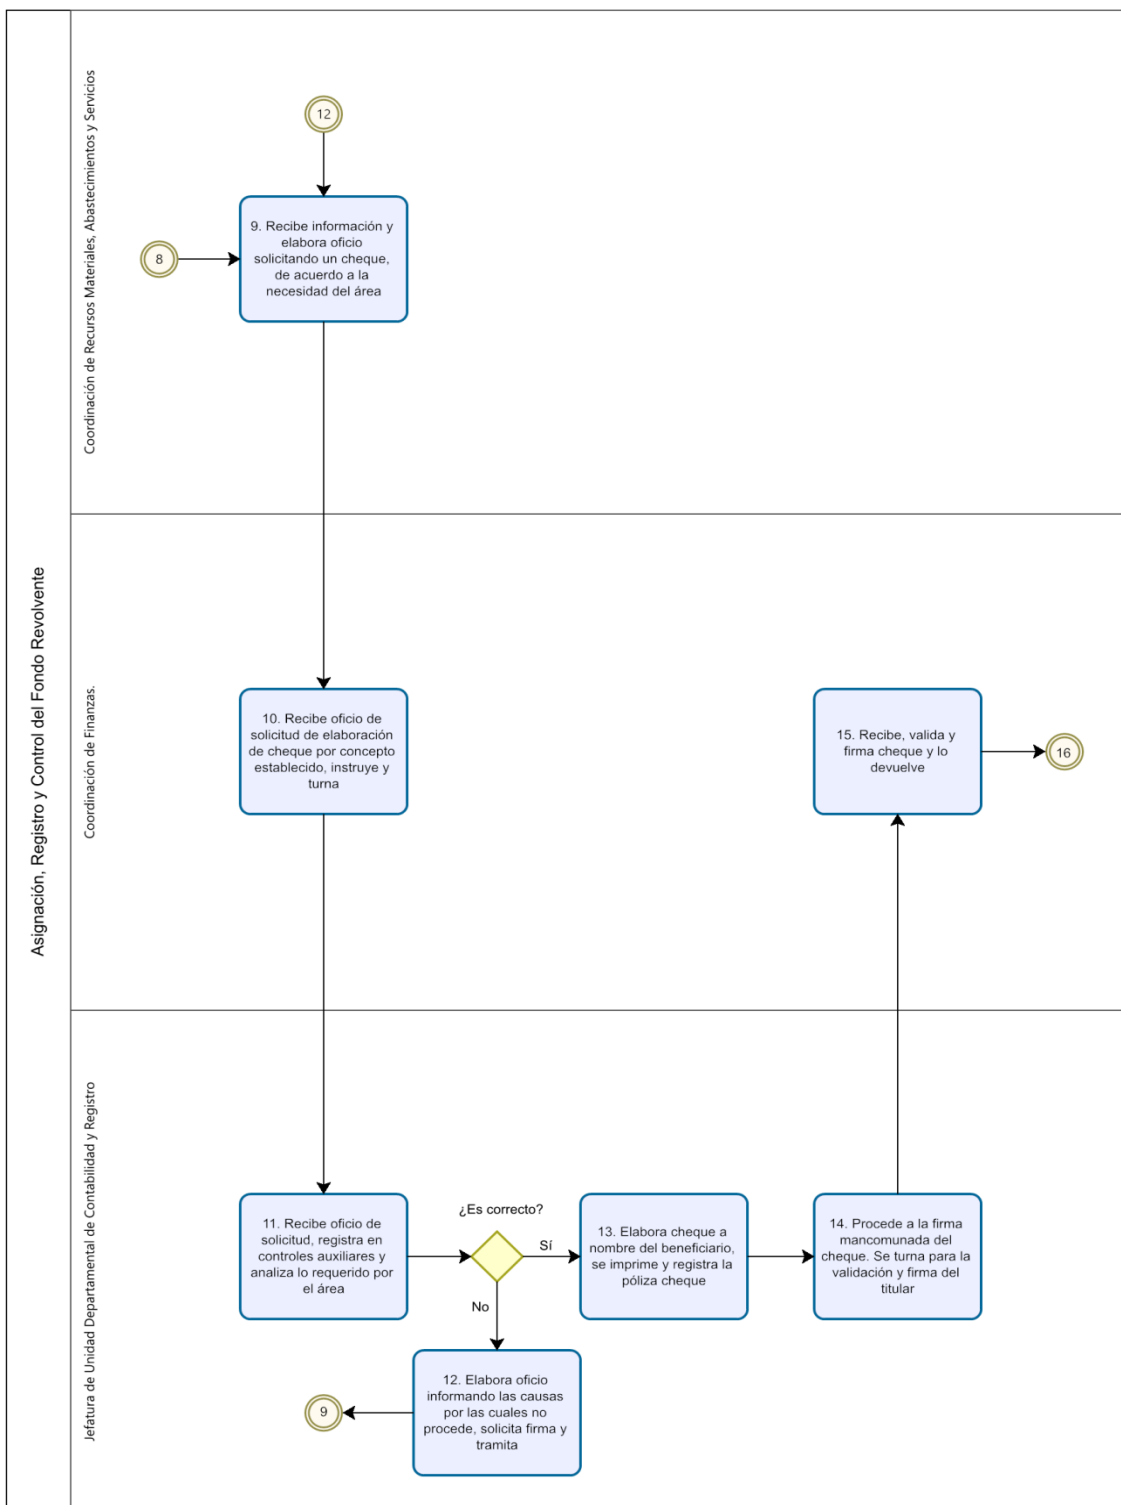 Asignación, Registro y Control del Fondo Revolvente
Coordinación de Recursos Materiales, Abastecimientos y Servicios
12
8
9. Recibe información y
elabora oficio
solicitando un cheque,
de acuerdo a la
necesidad del área
Coordinación de Finanzas.
10. Recibe oficio de
solicitud de elaboración
de cheque por concepto
establecido, instruye y
turna
15. Recibe, valida y
firma cheque y lo
devuelve
16
Jefatura de Unidad Departamental de Contabilidad y Registro
11. Recibe oficio de
solicitud, registra en
controles auxiliares y
analiza lo requerido por
el área
¿Es correcto?
Sí
No
13. Elabora cheque a
nombre del beneficiario,
se imprime y registra la
póliza cheque
14. Procede a la firma
mancomunada del
cheque. Se turna para la
validación y firma del
titular
12. Elabora oficio
informando las causas
por las cuales no
procede, solicita firma y
tramita
9